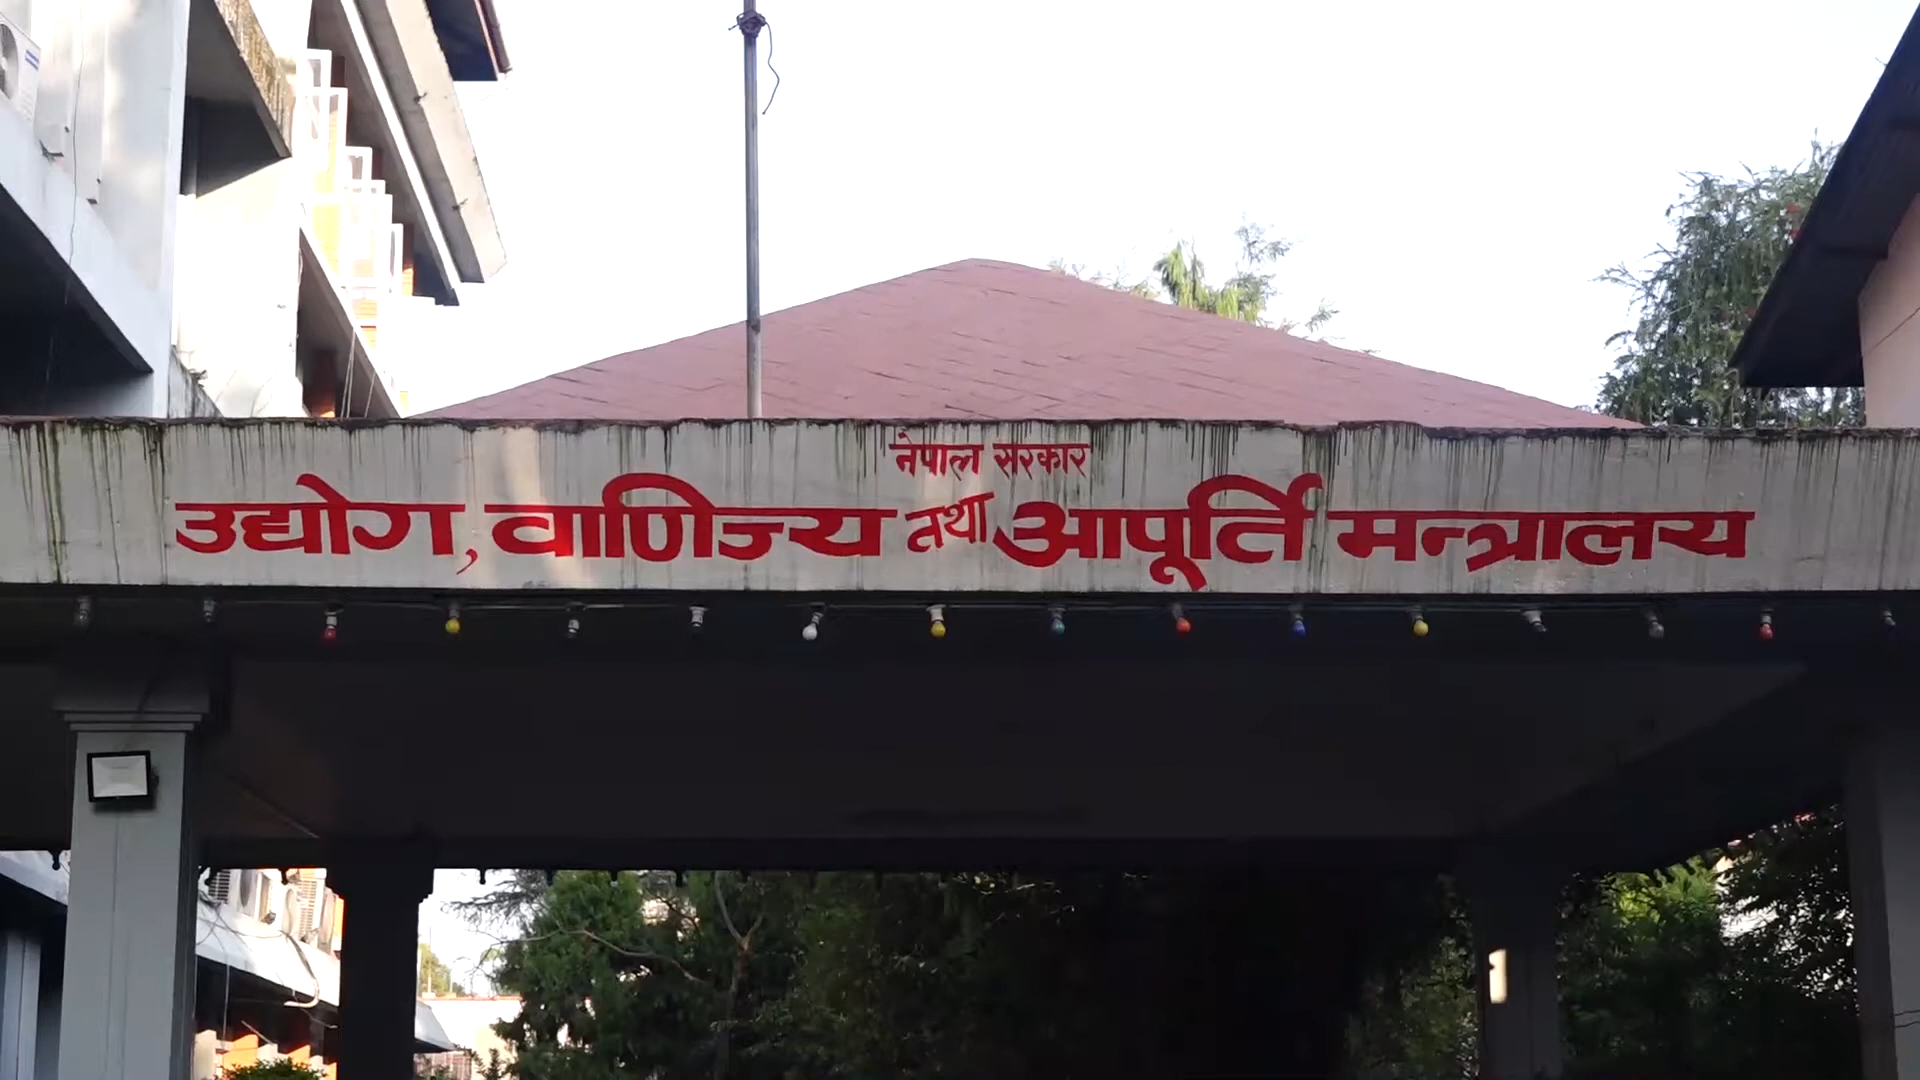 नेपाल सरकार
उद्योग, वाणिज्य तथा आपूर्ति मन्त्रालय